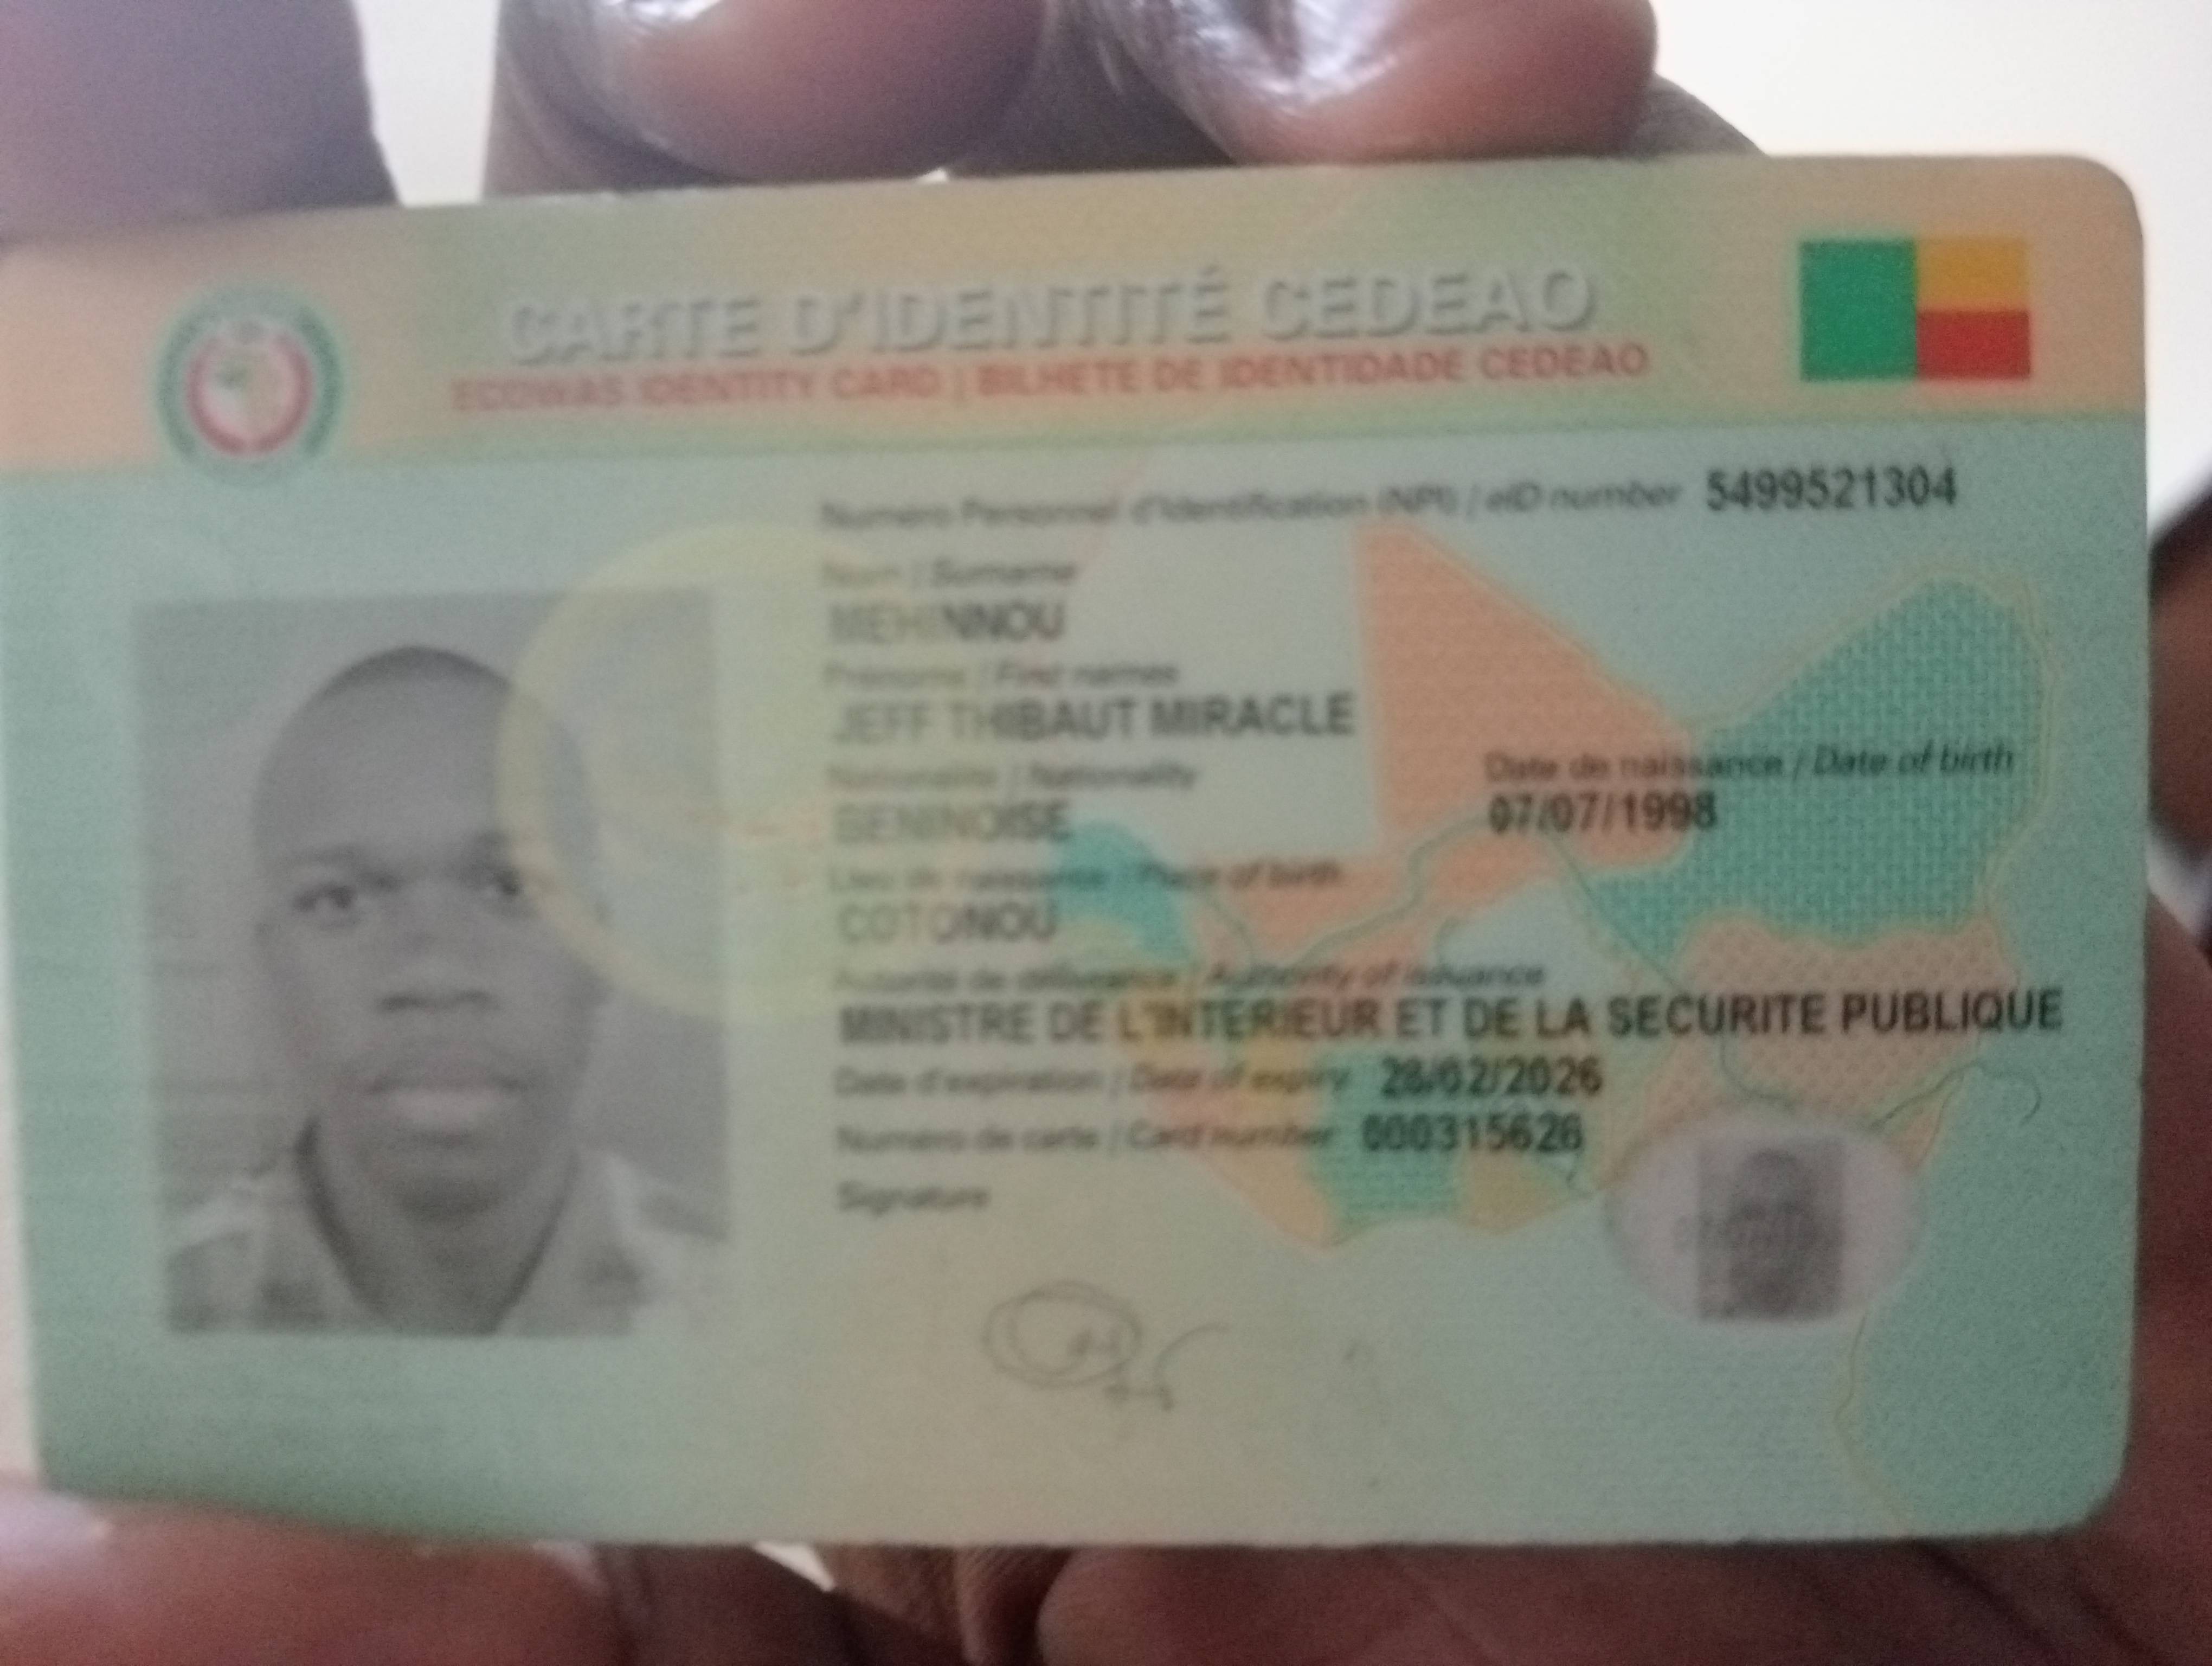 CARTE D'IDENTITÉ CEDEAO
ECOWAS IDENTITY CARD | BILHETE DE IDENTIDADE CEDEAO
Numéro Personnel d'Identification (NPI) / eID number 5499521304
Nom / Surname
MEHINNOU
Prénoms / First names
JEFF THIBAUT MIRACLE
Nationalité / Nationality
BENINOISE
Date de naissance / Date of birth
07/07/1998
Lieu de naissance / Place of birth
COTONOU
Autorité de délivrance / Authority of issuance
MINISTRE DE L'INTERIEUR ET DE LA SECURITE PUBLIQUE
Date d'expiration / Date of expiry 28/02/2026
Numéro de carte / Card number
Signature